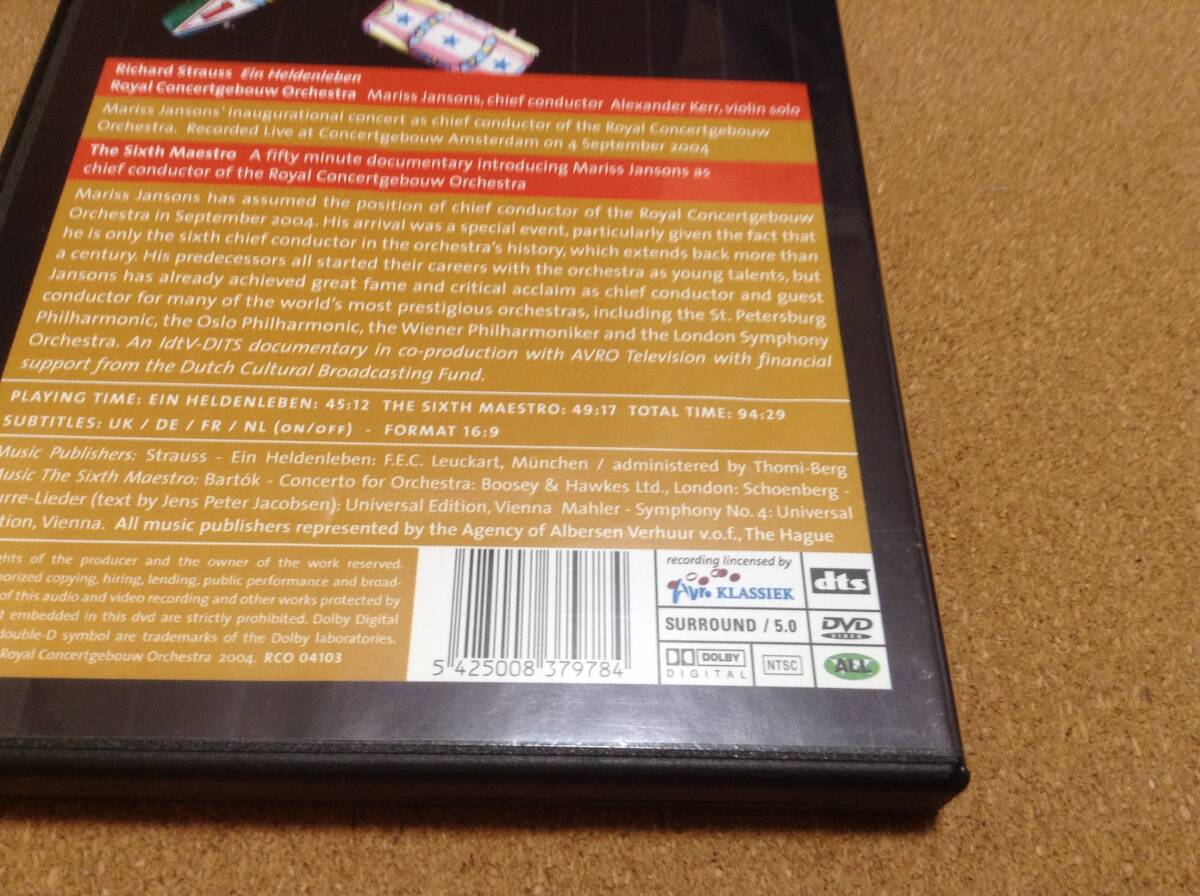 1
Richard Strauss Ein Heldenleben
Royal Concertgebouw Orchestra Mariss Jansons, chief conductor Alexander Kerr, violin solo
Mariss Jansons' inaugurational concert as chief conductor of the Royal Concertgebouw
Orchestra. Recorded Live at Concertgebouw Amsterdam on 4 September 2004
The Sixth Maestro A fifty minute documentary introducing Mariss Jansons as
chief conductor of the Royal Concertgebouw Orchestra
Mariss Jansons has assumed the position of chief conductor of the Royal Concertgebouw
Orchestra in September 2004. His arrival was a special event, particularly given the fact that
he is only the sixth chief conductor in the orchestra's history, which extends back more than
a century. His predecessors all started their careers with the orchestra as young talents, but
Jansons has already achieved great fame and critical acclaim as chief conductor and guest
conductor for many of the world's most prestigious orchestras, including the St. Petersburg
Philharmonic, the Oslo Philharmonic, the Wiener Philharmoniker and the London Symphony
Orchestra. An IdtV-DITS documentary in co-production with AVRO Television with financial
support from the Dutch Cultural Broadcasting Fund.
PLAYING TIME: EIN HELDENLEBEN: 45:12 THE SIXTH MAESTRO: 49:17 TOTAL TIME: 94:29
SUBTITLES: UK / DE / FR / NL (ON/OFF) - FORMAT 16:9
Music Publishers: Strauss - Ein Heldenleben: F.E.C. Leuckart, München / administered by Thomi-Berg
Music The Sixth Maestro: Bartók - Concerto for Orchestra: Boosey & Hawkes Ltd., London: Schoenberg -
urre-Lieder (text by Jens Peter Jacobsen): Universal Edition, Vienna Mahler - Symphony No. 4: Universal
tion, Vienna. All music publishers represented by the Agency of Albersen Verhuur v.o.f., The Hague
ghts of the producer and the owner of the work reserved.
orized copying, hiring, lending, public performance and broad-
of this audio and video recording and other works protected by
t embedded in this dvd are strictly prohibited. Dolby Digital
double-D symbol are trademarks of the Dolby laboratories.
Royal Concertgebouw Orchestra 2004. RCO 04103
5 425008 379784
recording lincensed by
Avro KLASSIEK
dts
SURROUND / 5.0
DVD
VIDEO
DOLBY
DIGITAL
NTSC
ALL